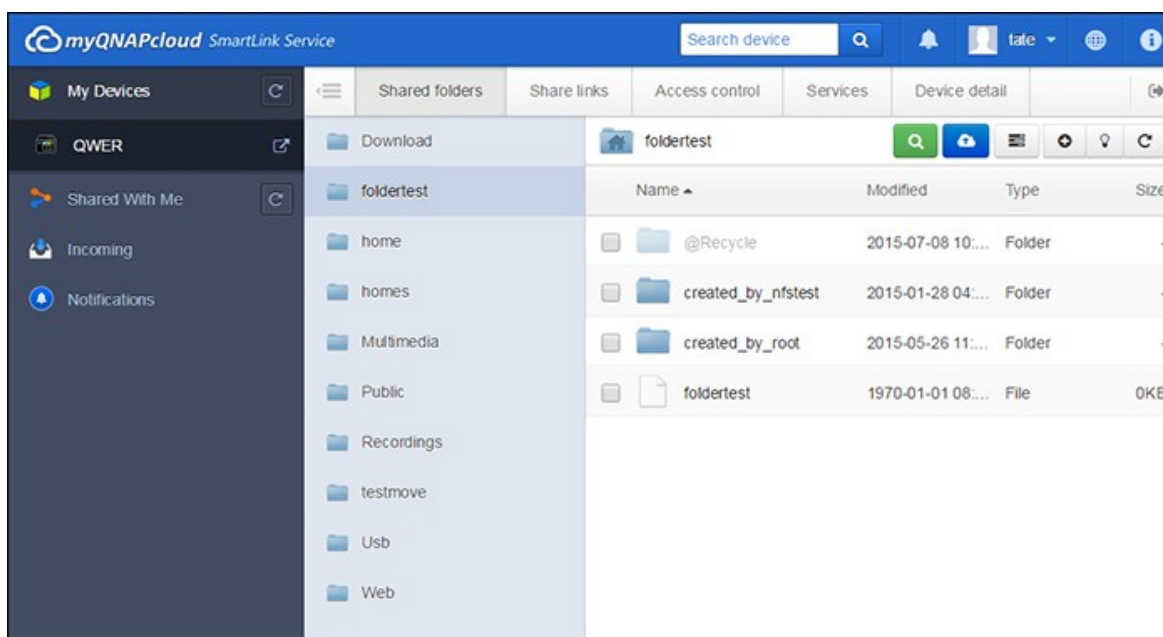 myQNAPcloud SmartLink Service Search device tate
My Devices Shared folders Share links Access control Services Device detail
QWER Download foldertest
foldertest Name Modified Type Size
Shared With Me
home @Recycle 2015-07-08 10:... Folder
Incoming
homes created_by_nfstest 2015-01-28 04:... Folder
Notifications
Multimedia created_by_root 2015-05-26 11:... Folder
Public foldertest 1970-01-01 08:... File 0KB
Recordings
testmove
Usb
Web